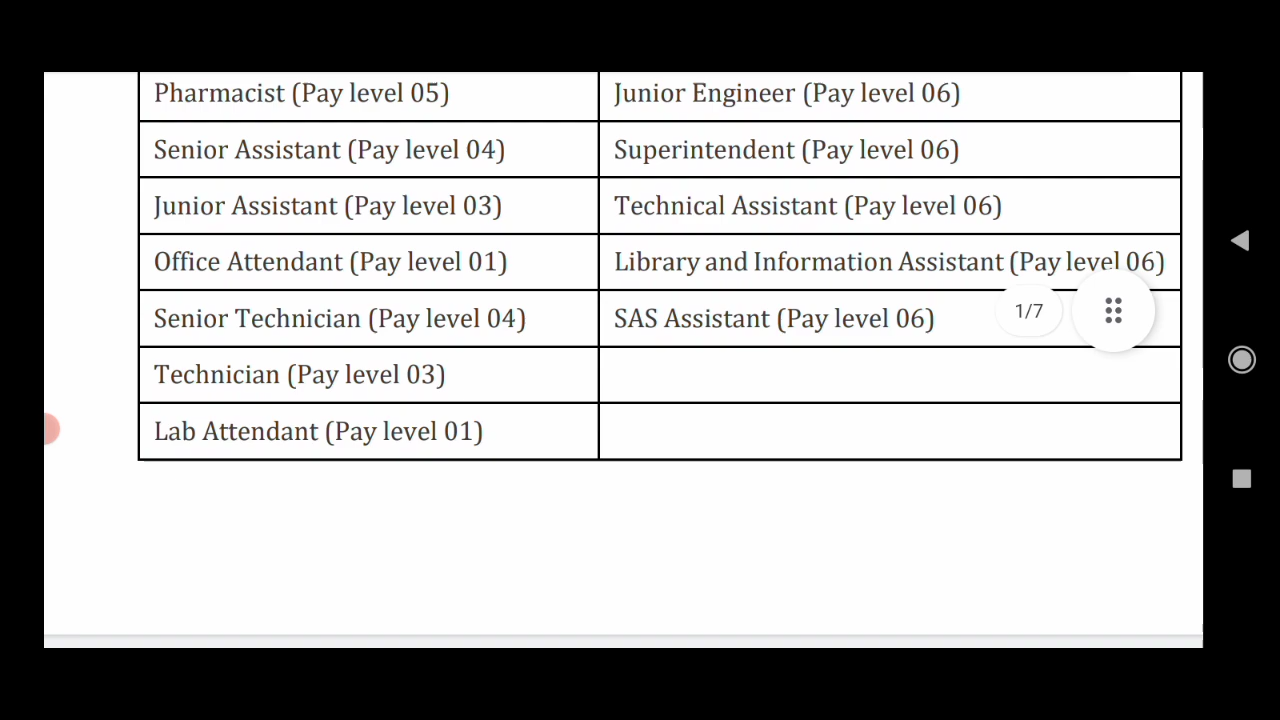 Pharmacist (Pay level 05) Junior Engineer (Pay level 06)
Senior Assistant (Pay level 04) Superintendent (Pay level 06)
Junior Assistant (Pay level 03) Technical Assistant (Pay level 06)
Office Attendant (Pay level 01) Library and Information Assistant (Pay level 06)
Senior Technician (Pay level 04) SAS Assistant (Pay level 06)
1/7
Technician (Pay level 03)
Lab Attendant (Pay level 01)